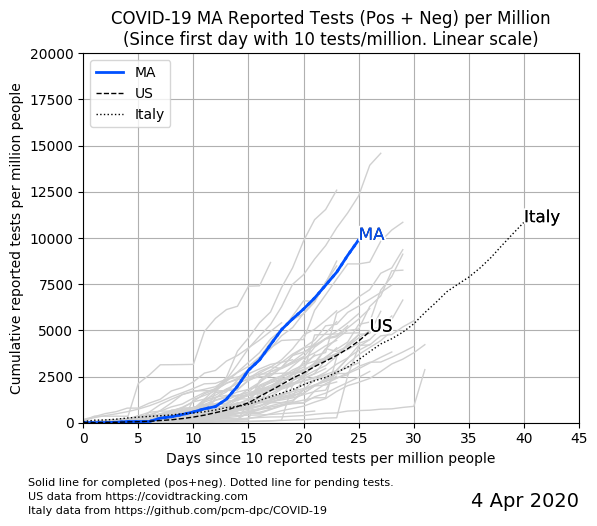 COVID-19 MA Reported Tests (Pos + Neg) per Million
(Since first day with 10 tests/million. Linear scale)
Cumulative reported tests per million people
20000
17500
15000
12500
10000
7500
5000
2500
0
MA
US
Italy
MA
US
Italy
0 5 10 15 20 25 30 35 40 45
Days since 10 reported tests per million people
Solid line for completed (pos+neg). Dotted line for pending tests.
US data from https://covidtracking.com
Italy data from https://github.com/pcm-dpc/COVID-19
4 Apr 2020